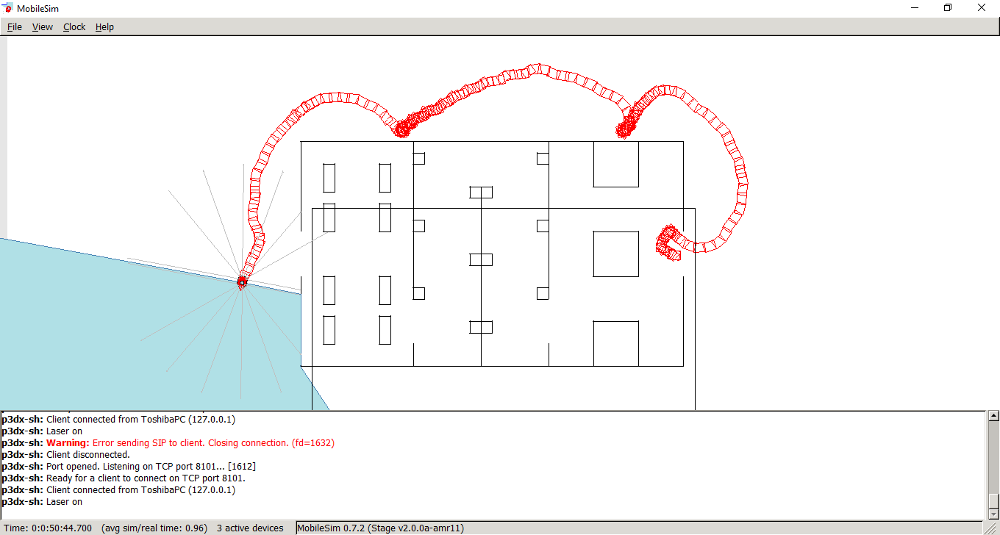 MobileSim
File View Clock Help
p3dx-sh: Client connected from ToshibaPC (127.0.0.1)
p3dx-sh: Laser on
p3dx-sh: Warning: Error sending SIP to client. Closing connection. (fd=1632)
p3dx-sh: Client disconnected.
p3dx-sh: Port opened. Listening on TCP port 8101... [1612]
p3dx-sh: Ready for a client to connect on TCP port 8101.
p3dx-sh: Client connected from ToshibaPC (127.0.0.1)
p3dx-sh: Laser on
Time: 0:0:50:44.700 (avg sim/real time: 0.96) 3 active devices MobileSim 0.7.2 (Stage v2.0.0a-amr11)